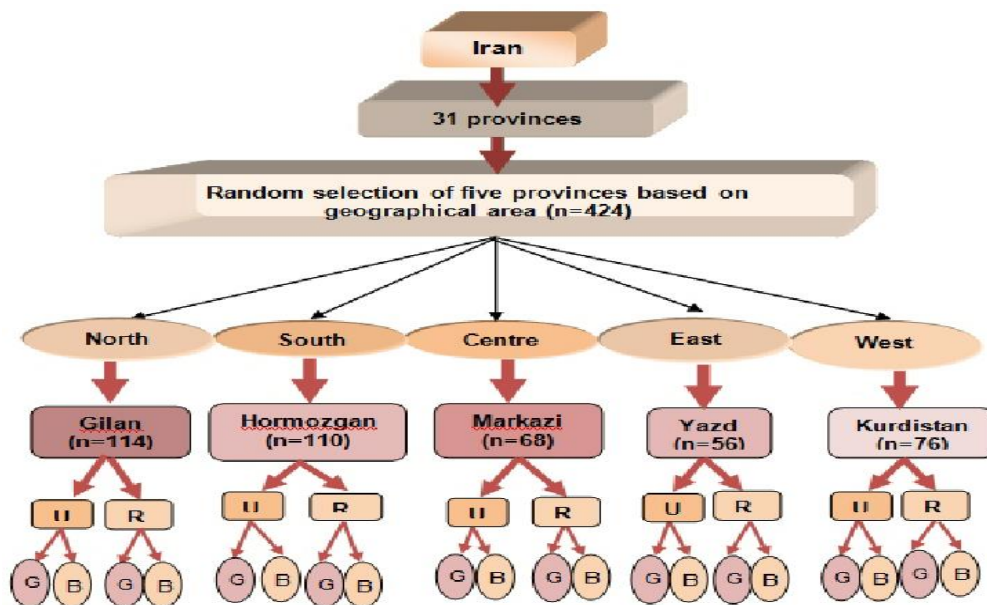 Iran
31 provinces
Random selection of five provinces based on
geographical area (n=424)
North
South
Centre
East
West
Gilan
(n=114)
Hormozgan
(n=110)
Markazi
(n=68)
Yazd
(n=56)
Kurdistan
(n=76)
U
R
U
R
U
R
U
R
U
R
G
B
G
B
G
B
G
B
G
B
G
B
G
B
G
B
G
B
G
B